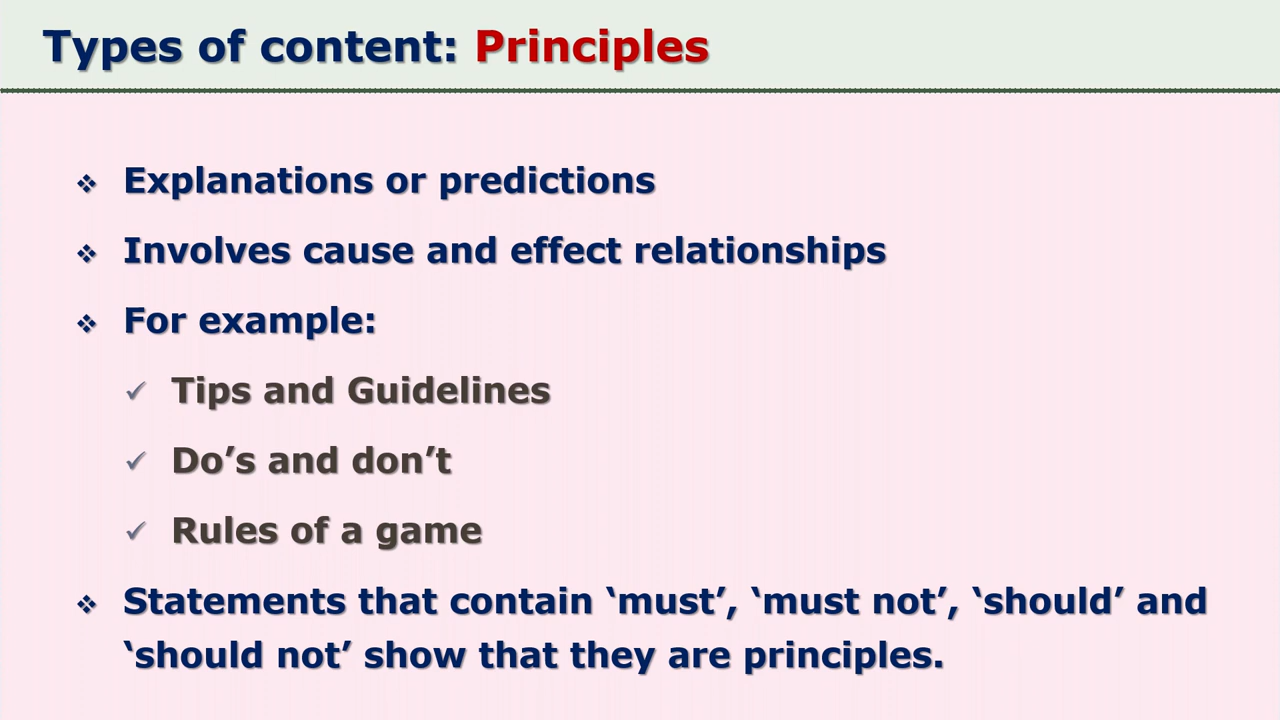 Types of content: Principles
Explanations or predictions
Involves cause and effect relationships
For example:
Tips and Guidelines
Do’s and don’t
Rules of a game
Statements that contain ‘must’, ‘must not’, ‘should’ and
‘should not’ show that they are principles.